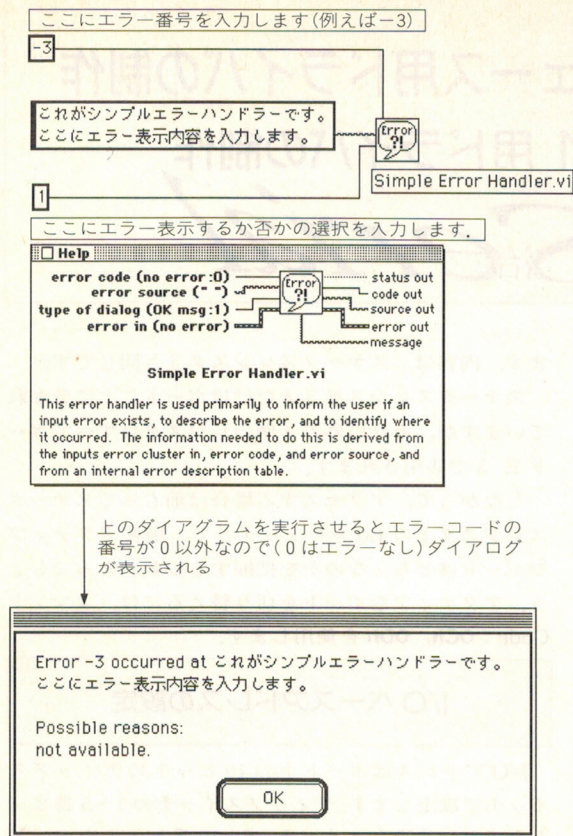 ここにエラー番号を入力します(例えば-3)
-3
これがシンプルエラーハンドラーです。
ここにエラー表示内容を入力します。
Error
?!
Simple Error Handler.vi
1
ここにエラー表示するか否かの選択を入力します.
Help
error code (no error:0)
error source (" ")
type of dialog (OK msg:1)
error in (no error)
Error
?!
status out
code out
source out
error out
message
Simple Error Handler.vi
This error handler is used primarily to inform the user if an
input error exists, to describe the error, and to identify where
it occurred. The information needed to do this is derived from
the inputs error cluster in, error code, and error source, and
from an internal error description table.
上のダイアグラムを実行させるとエラーコードの
番号が0以外なので(0はエラーなし)ダイアログ
が表示される
Error -3 occurred at これがシンプルエラーハンドラーです。
ここにエラー表示内容を入力します。
Possible reasons:
not available.
OK